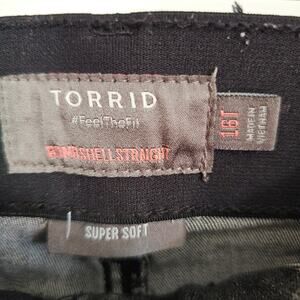 TORRID
#FeelTheFit
BOMBSHELL STRAIGHT
16T
MADE IN
VIETNAM
SUPER SOFT